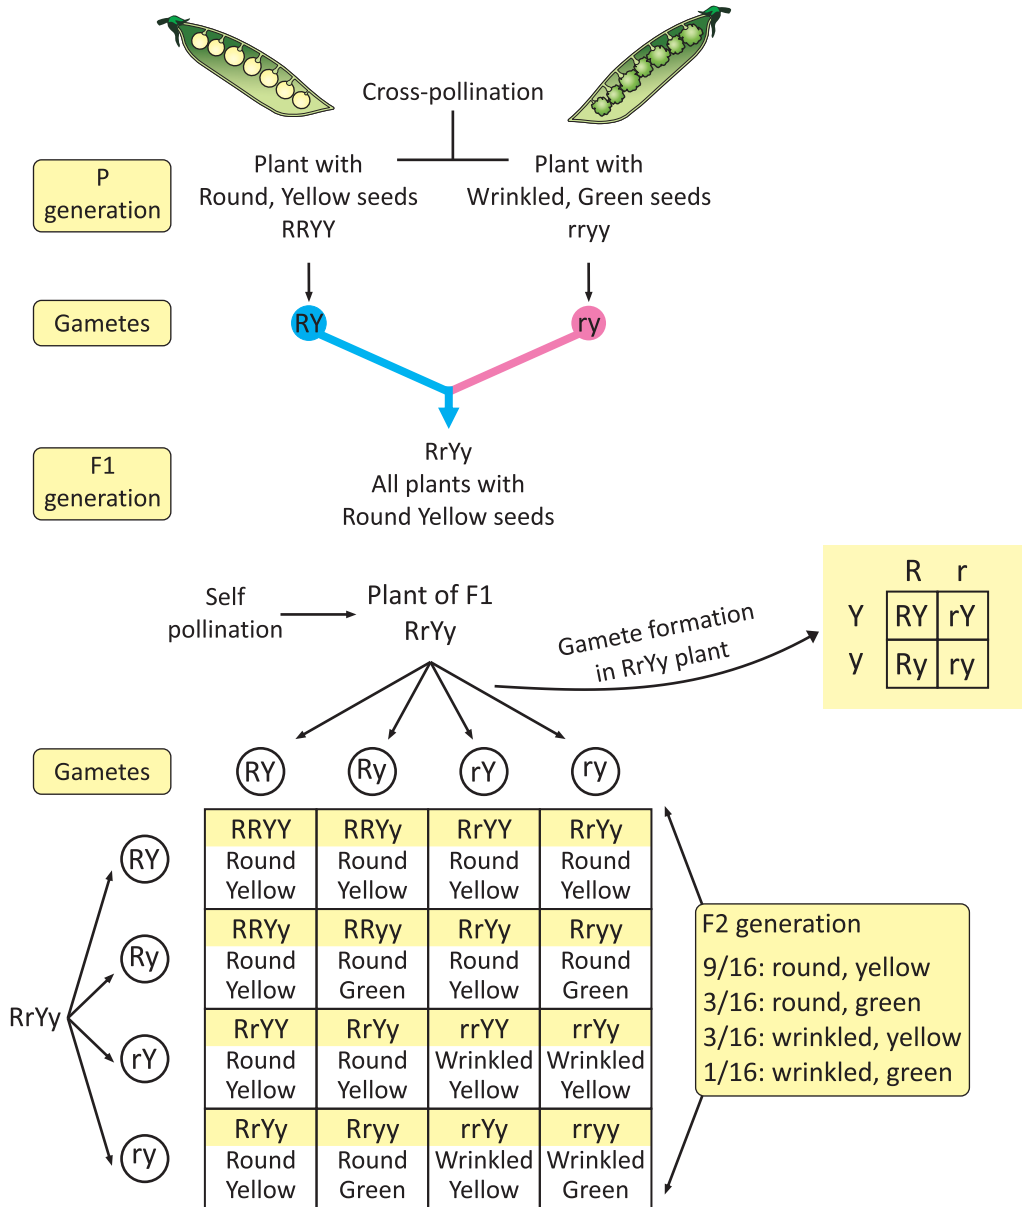 Cross-pollination
P
generation
Plant with
Round, Yellow seeds
RRYY
Plant with
Wrinkled, Green seeds
rryy
Gametes
RY
ry
F1
generation
RrYy
All plants with
Round Yellow seeds
Self
pollination
Plant of F1
RrYy
Gamete formation
in RrYy plant
R r
Y RY rY
y Ry ry
Gametes
RY Ry rY ry
RrYy
RY
RRYY RRYy RrYY RrYy
Round Round Round Round
Yellow Yellow Yellow Yellow
Ry
RRYy RRyy RrYy Rryy
Round Round Round Round
Yellow Green Yellow Green
rY
RrYY RrYy rrYY rrYy
Round Round Wrinkled Wrinkled
Yellow Yellow Yellow Yellow
ry
RrYy Rryy rrYy rryy
Round Round Wrinkled Wrinkled
Yellow Green Yellow Green
F2 generation
9/16: round, yellow
3/16: round, green
3/16: wrinkled, yellow
1/16: wrinkled, green